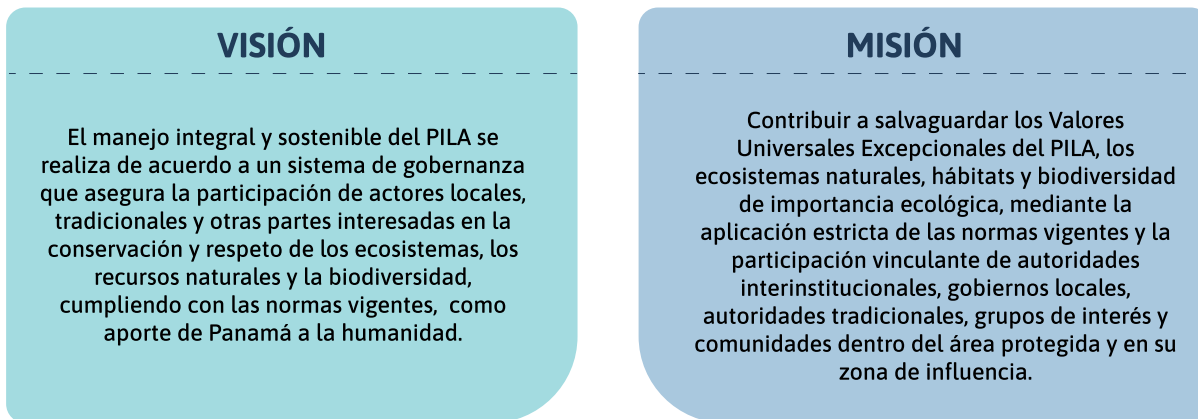 VISIÓN
El manejo integral y sostenible del PILA se
realiza de acuerdo a un sistema de gobernanza
que asegura la participación de actores locales,
tradicionales y otras partes interesadas en la
conservación y respeto de los ecosistemas, los
recursos naturales y la biodiversidad,
cumpliendo con las normas vigentes, como
aporte de Panamá a la humanidad.
MISIÓN
Contribuir a salvaguardar los Valores
Universales Excepcionales del PILA, los
ecosistemas naturales, hábitats y biodiversidad
de importancia ecológica, mediante la
aplicación estricta de las normas vigentes y la
participación vinculante de autoridades
interinstitucionales, gobiernos locales,
autoridades tradicionales, grupos de interés y
comunidades dentro del área protegida y en su
zona de influencia.